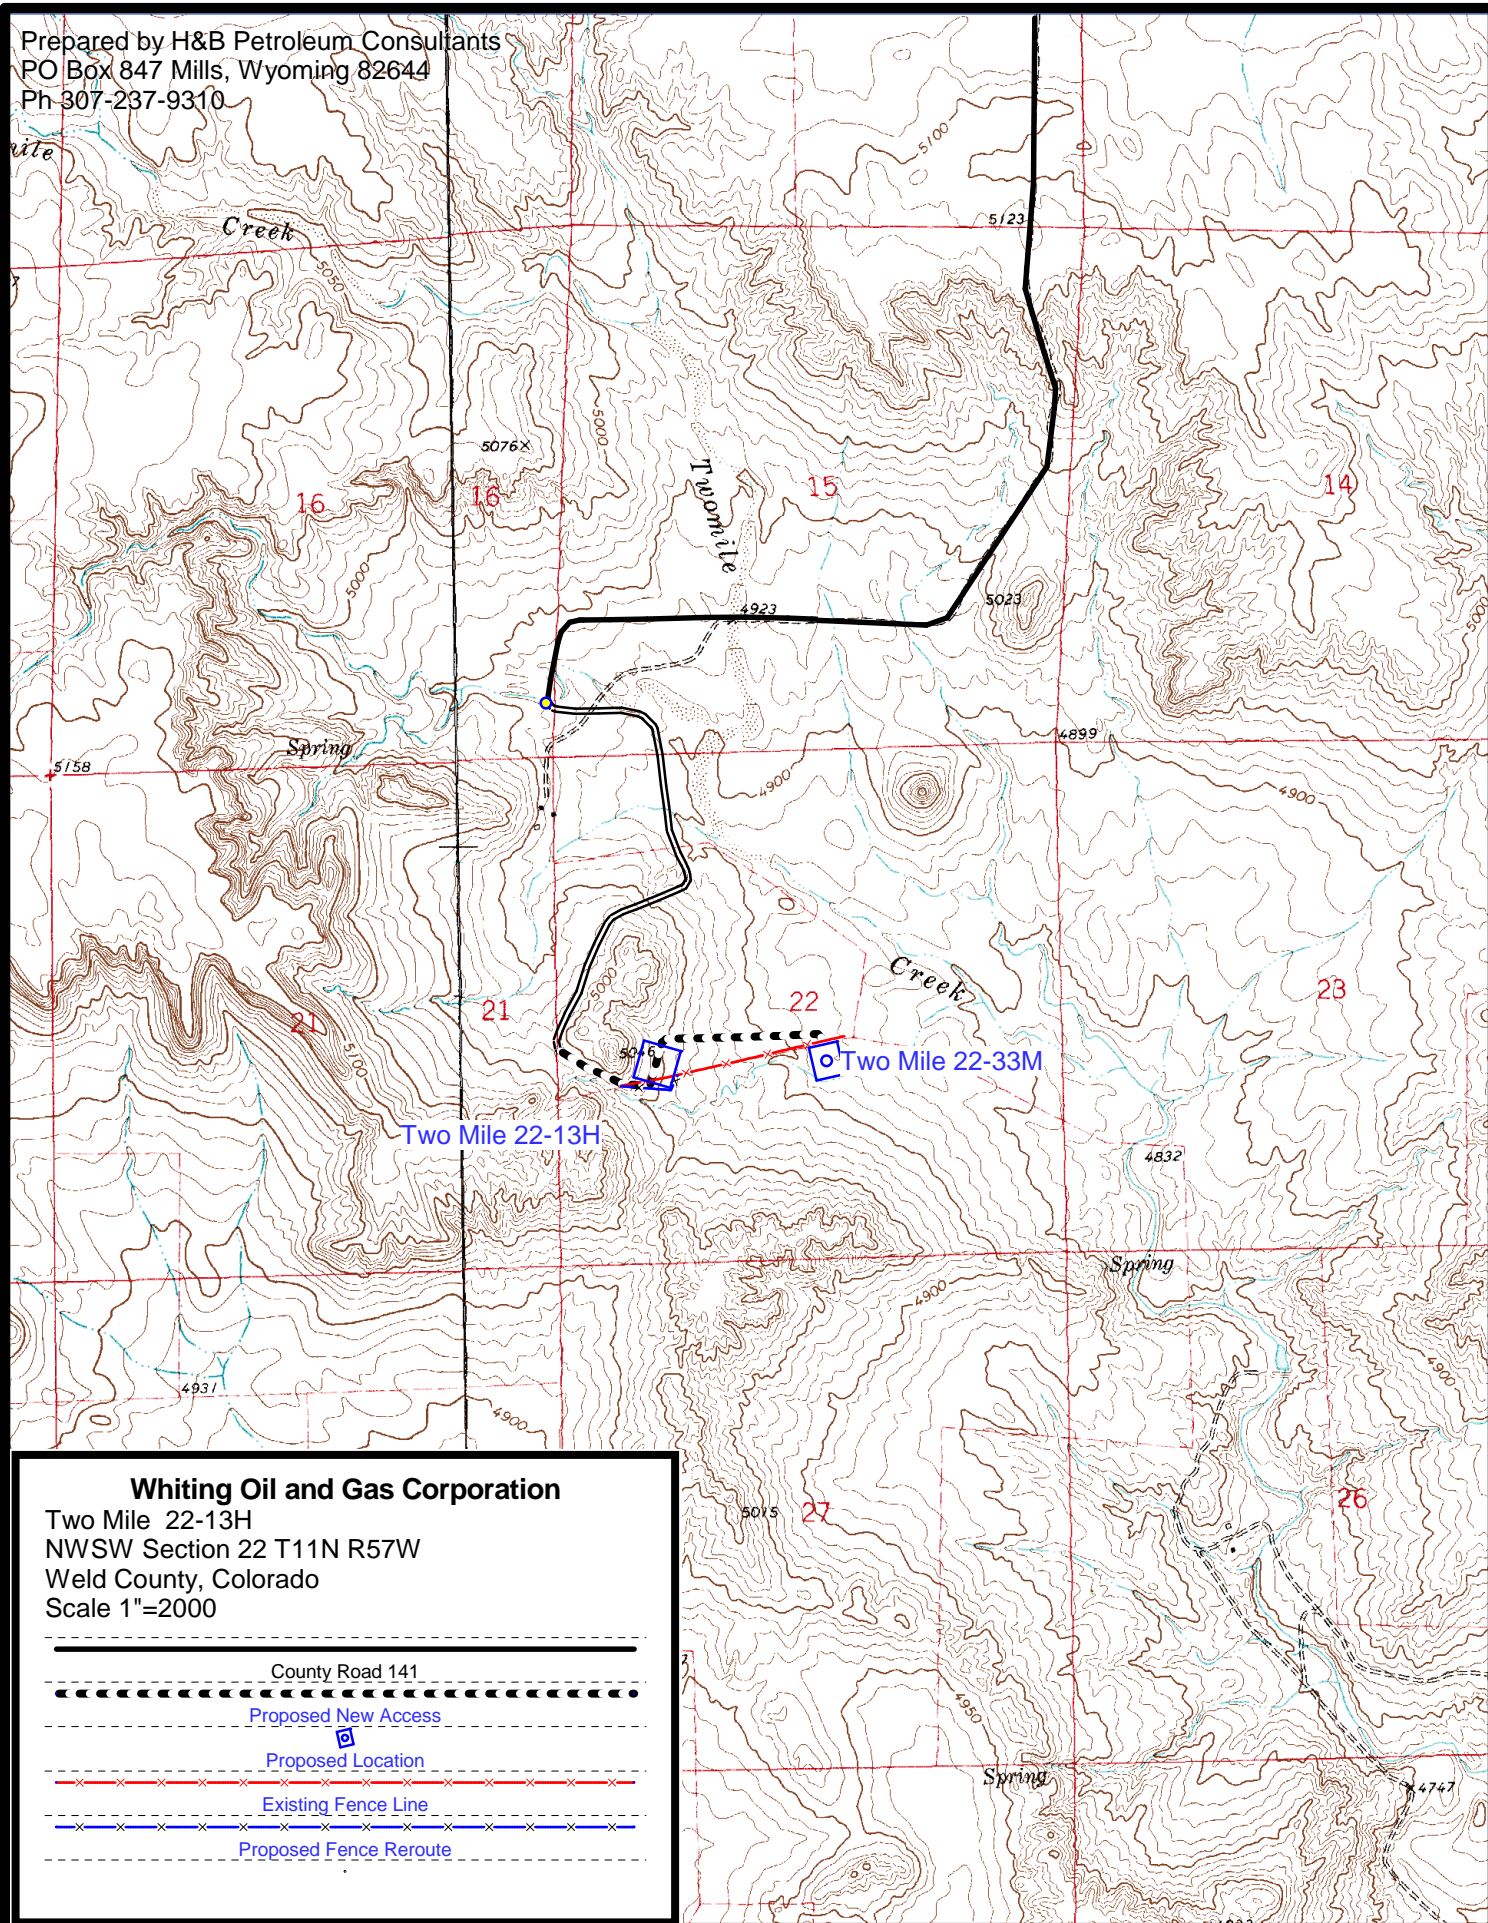 Prepared by H&B Petroleum Consultants
PO Box 847 Mills, Wyoming 82644
Ph 307-237-9310
Creek
5050
5100
5123
5076
5000
16
16
Twomile
15
14
5000
5000
4923
5023
Spring
5158
4899
4900
4900
Creek
22
23
21
21
5000
5100
5046
Two Mile 22-33M
Two Mile 22-13H
4832
Spring
4900
4900
4931
4900
5015
27
26
4950
Spring
4747
Whiting Oil and Gas Corporation
Two Mile 22-13H
NWSW Section 22 T11N R57W
Weld County, Colorado
Scale 1"=2000
County Road 141
Proposed New Access
Proposed Location
Existing Fence Line
Proposed Fence Reroute